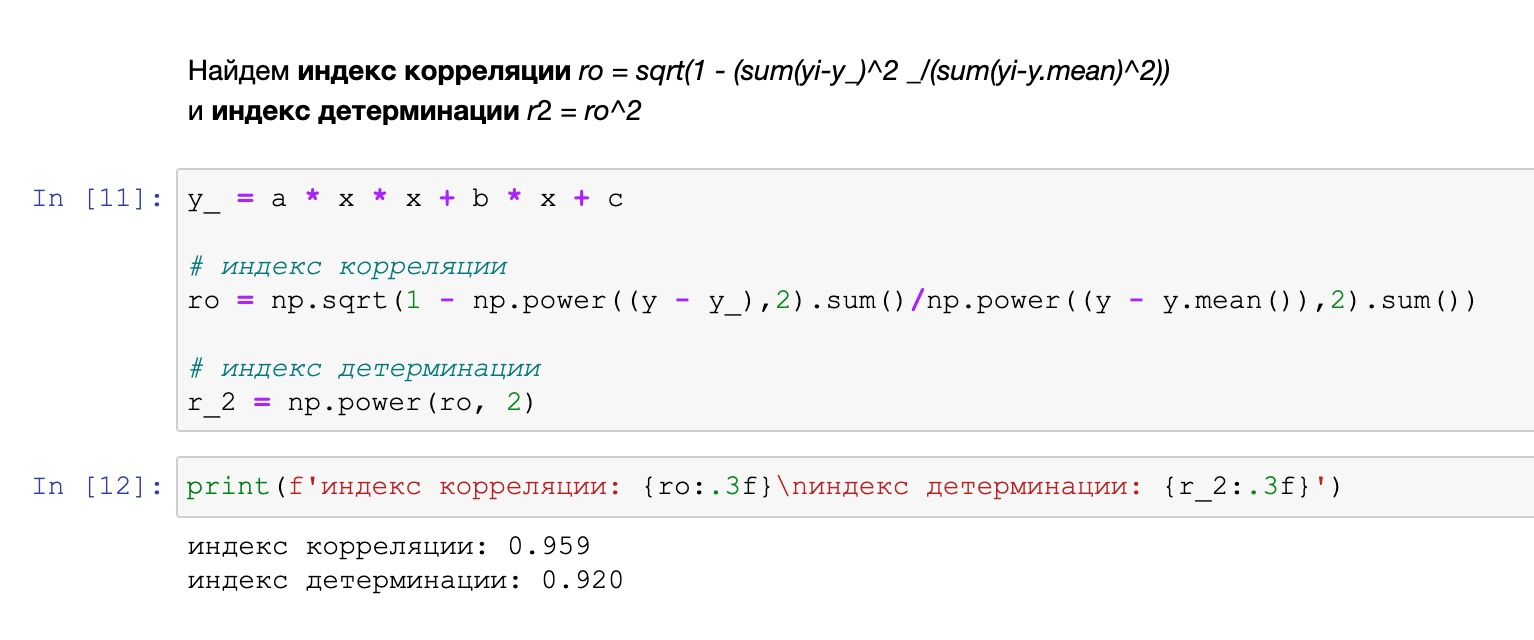 Найдем индекс корреляции ro = sqrt(1 - (sum(yi-y_)^2 _/(sum(yi-y.mean)^2))
и индекс детерминации r2 = ro^2
In [11]: y_ = a * x * x + b * x + c
# индекс корреляции
ro = np.sqrt(1 - np.power((y - y_),2).sum()/np.power((y - y.mean()),2).sum())
# индекс детерминации
r_2 = np.power(ro, 2)
In [12]: print(f'индекс корреляции: {ro:.3f}\nиндекс детерминации: {r_2:.3f}')
индекс корреляции: 0.959
индекс детерминации: 0.920